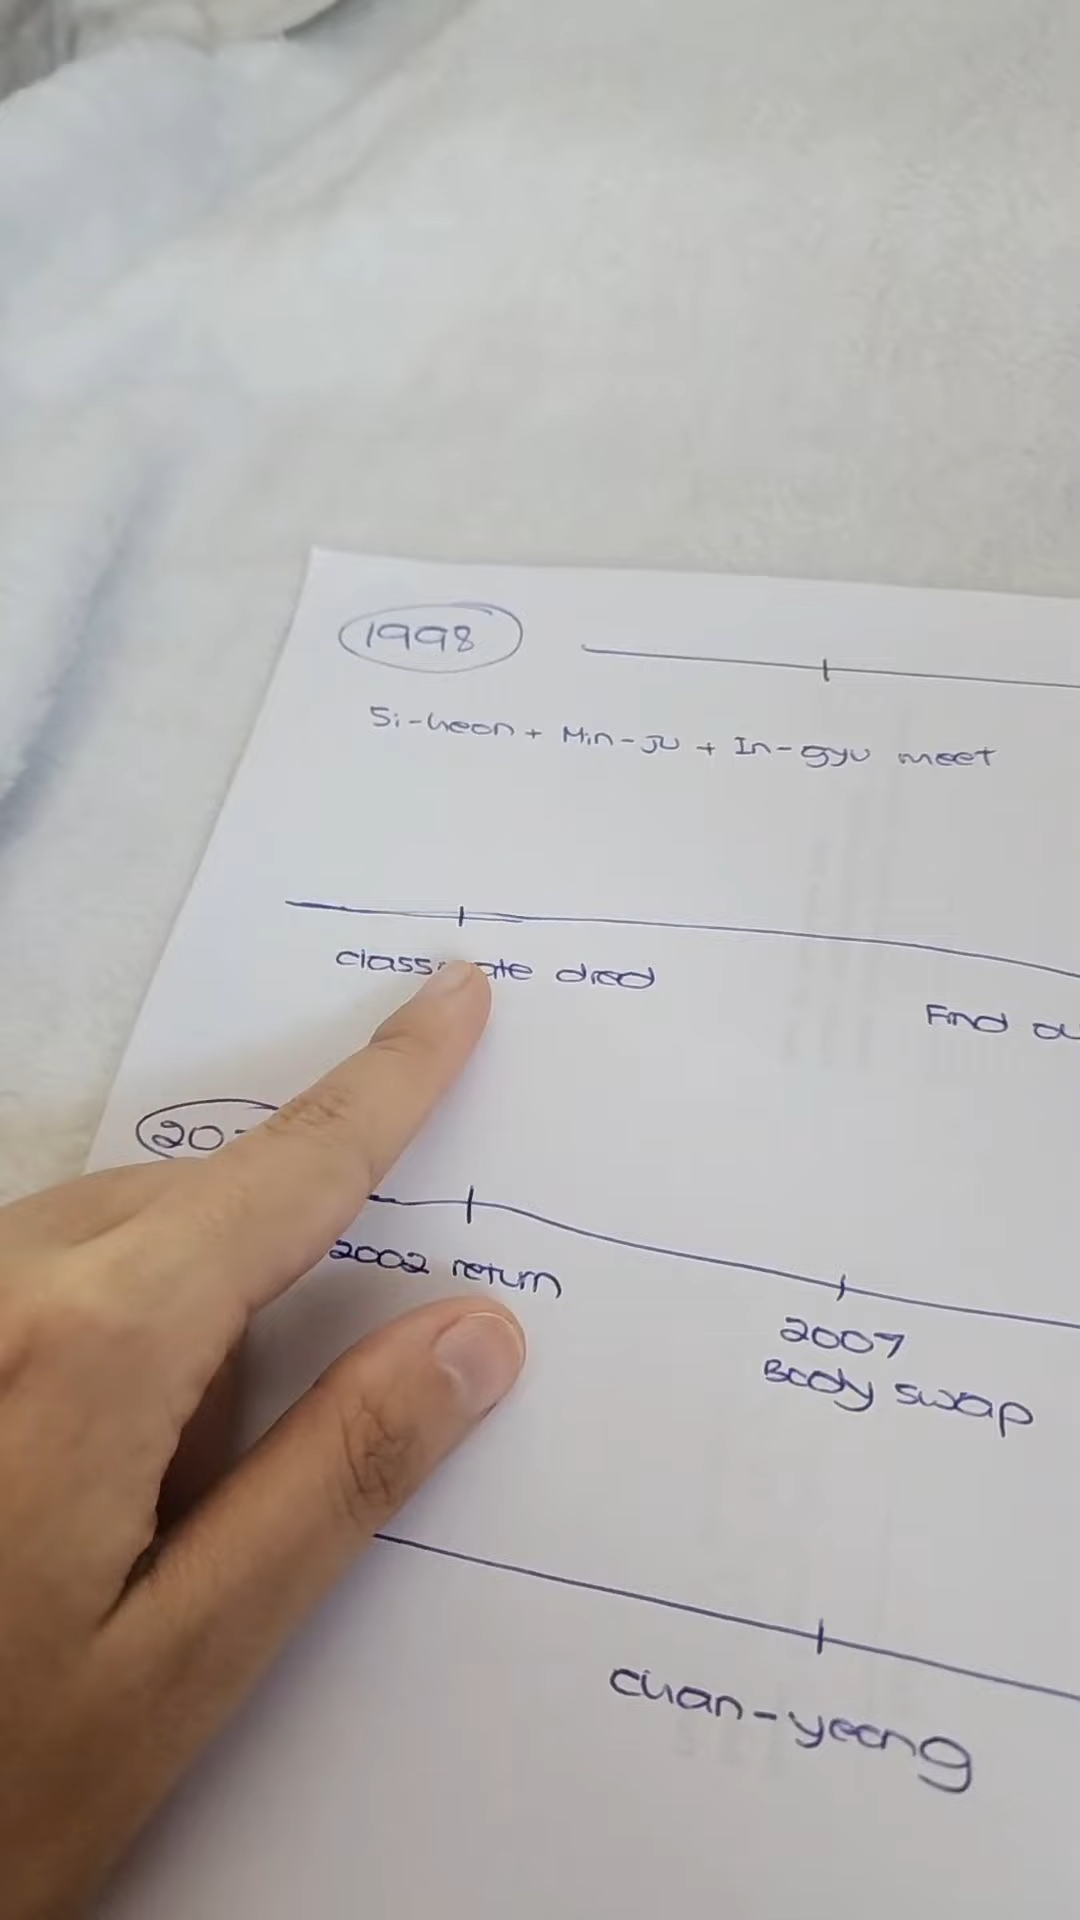 1998
Si-heon + Min-Ju + In-gyu meet
died
Find
2002 return
2007
Body swap
Chan-yeong